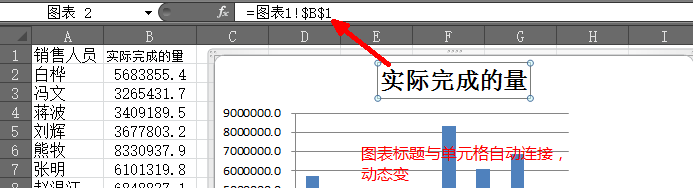 图表 2 fx =图表1!$B$1
A B C D E F G H I
1 销售人员 实际完成的量
2 白桦 5683855.4
3 冯文 3265431.7
4 蒋波 3409189.5
5 刘辉 3677803.2
6 熊牧 8330937.9
7 张明 6101319.8
实际完成的量
9000000.0
8000000.0
7000000.0
6000000.0
图表标题与单元格自动连接，
动态变